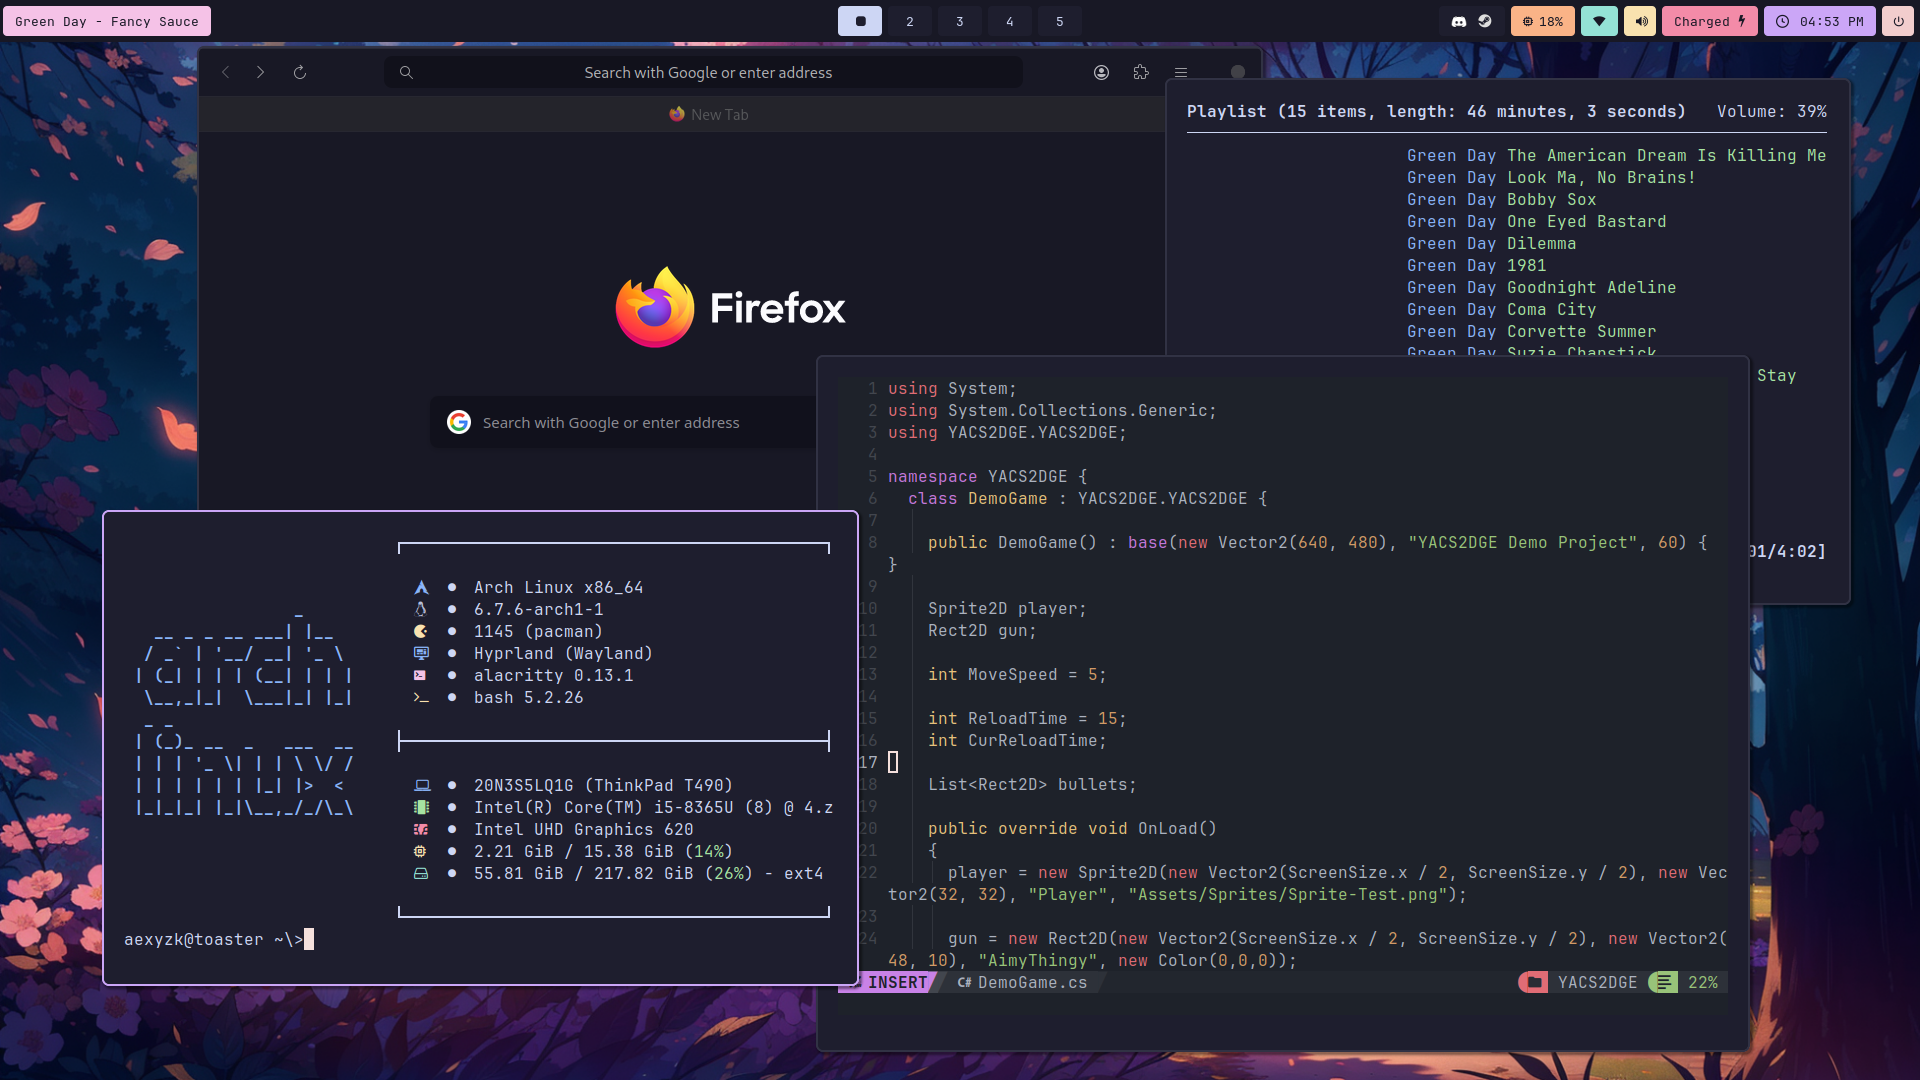 Green Day - Fancy Sauce
2 3 4 5
18%
Charged
04:53 PM
Search with Google or enter address
New Tab
Firefox
Search with Google or enter address
Playlist (15 items, length: 46 minutes, 3 seconds) Volume: 39%
Green Day The American Dream Is Killing Me
Green Day Look Ma, No Brains!
Green Day Bobby Sox
Green Day One Eyed Bastard
Green Day Dilemma
Green Day 1981
Green Day Goodnight Adeline
Green Day Coma City
Green Day Corvette Summer
Green Day Suzie Chapstick
Stay
01/4:02]
1 using System;
2 using System.Collections.Generic;
3 using YACS2DGE.YACS2DGE;
4
5 namespace YACS2DGE {
6 class DemoGame : YACS2DGE.YACS2DGE {
7
8 public DemoGame() : base(new Vector2(640, 480), "YACS2DGE Demo Project", 60) {
}
9
10 Sprite2D player;
11 Rect2D gun;
12
13 int MoveSpeed = 5;
14
15 int ReloadTime = 15;
16 int CurReloadTime;
17
18 List<Rect2D> bullets;
19
20 public override void OnLoad()
21 {
22 player = new Sprite2D(new Vector2(ScreenSize.x / 2, ScreenSize.y / 2), new Vec
tor2(32, 32), "Player", "Assets/Sprites/Sprite-Test.png");
23
24 gun = new Rect2D(new Vector2(ScreenSize.x / 2, ScreenSize.y / 2), new Vector2(
48, 10), "AimyThingy", new Color(0,0,0));
INSERT C# DemoGame.cs YACS2DGE 22%
Arch Linux x86_64
6.7.6-arch1-1
1145 (pacman)
Hyprland (Wayland)
alacritty 0.13.1
bash 5.2.26
20N3S5LQ1G (ThinkPad T490)
Intel(R) Core(TM) i5-8365U (8) @ 4.z
Intel UHD Graphics 620
2.21 GiB / 15.38 GiB (14%)
55.81 GiB / 217.82 GiB (26%) - ext4
aexyzk@toaster ~\>